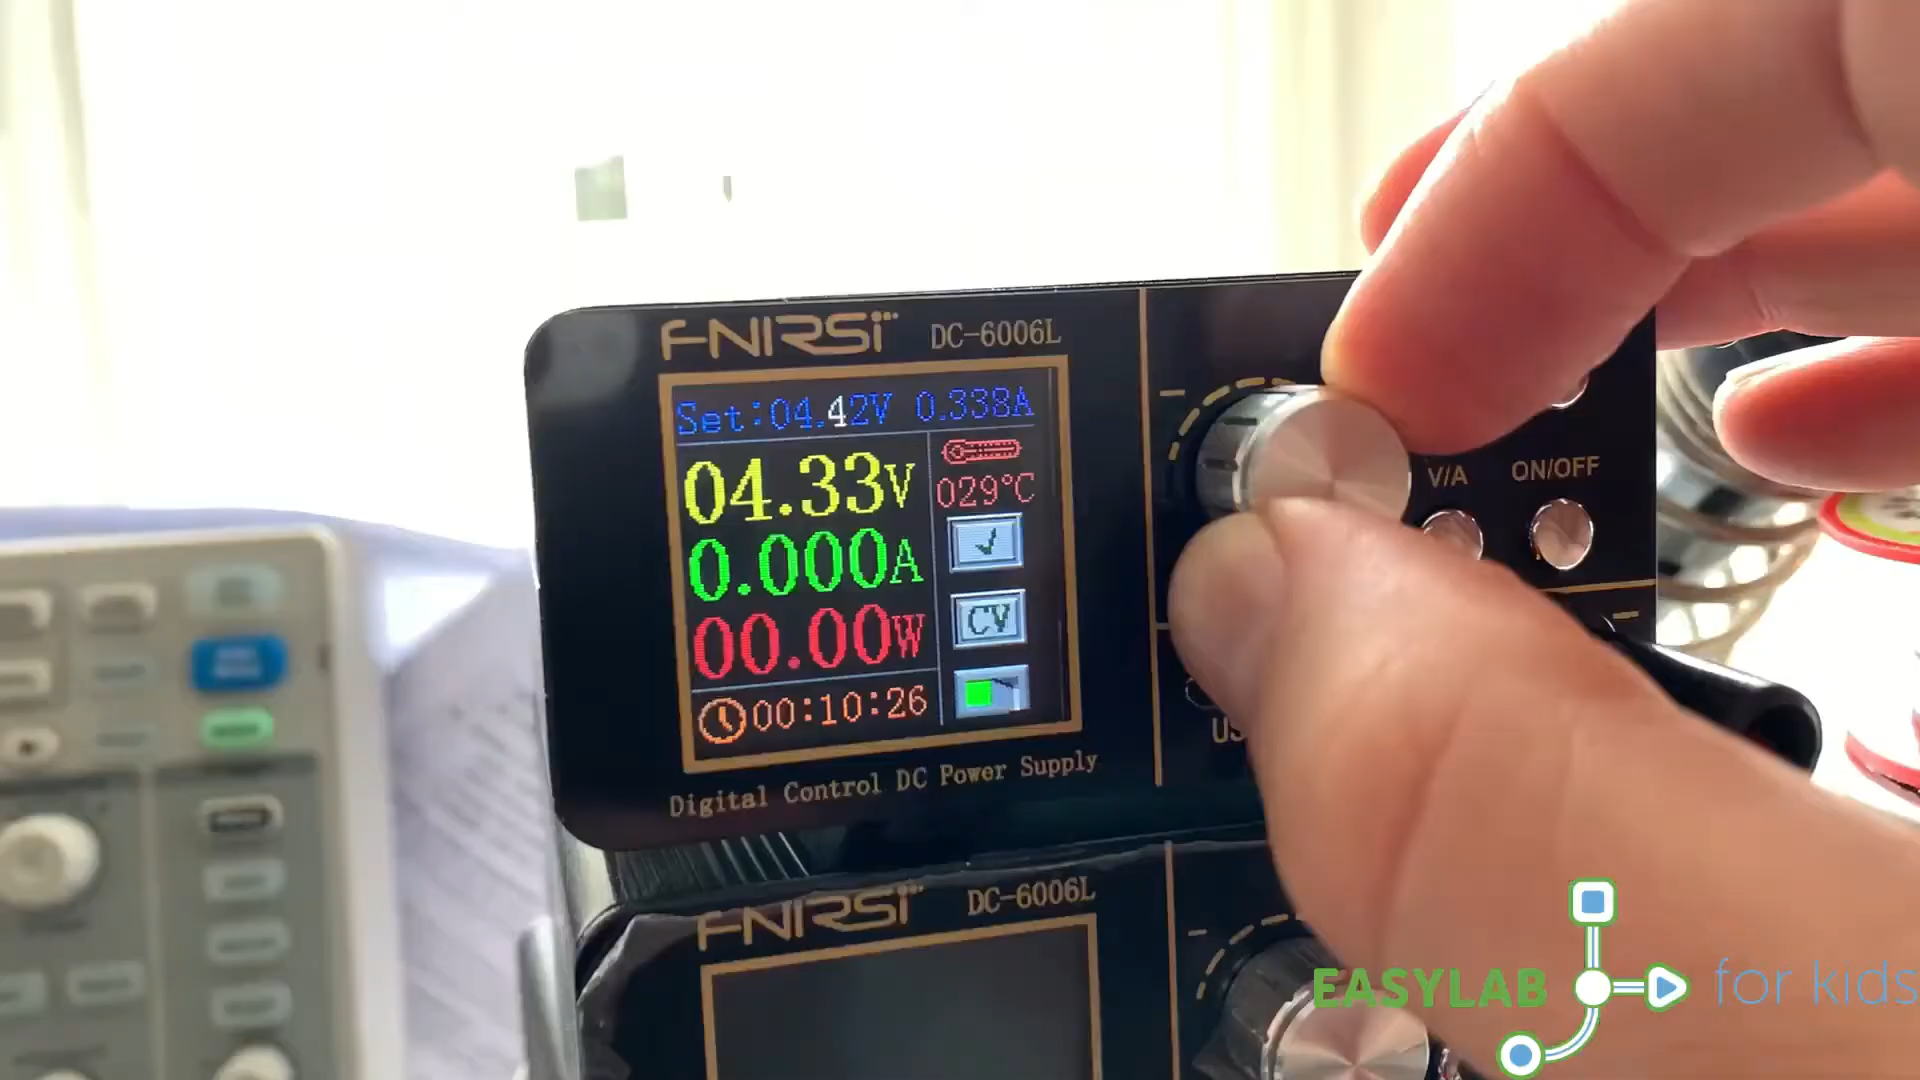 FNIRSI DC-6006L
Set:04.42V 0.338A
04.33V
029°C
0.000A
CV
00.00W
00:10:26
V/A ON/OFF
Digital Control DC Power Supply
FNIRSI DC-6006L
EASYLAB for kids